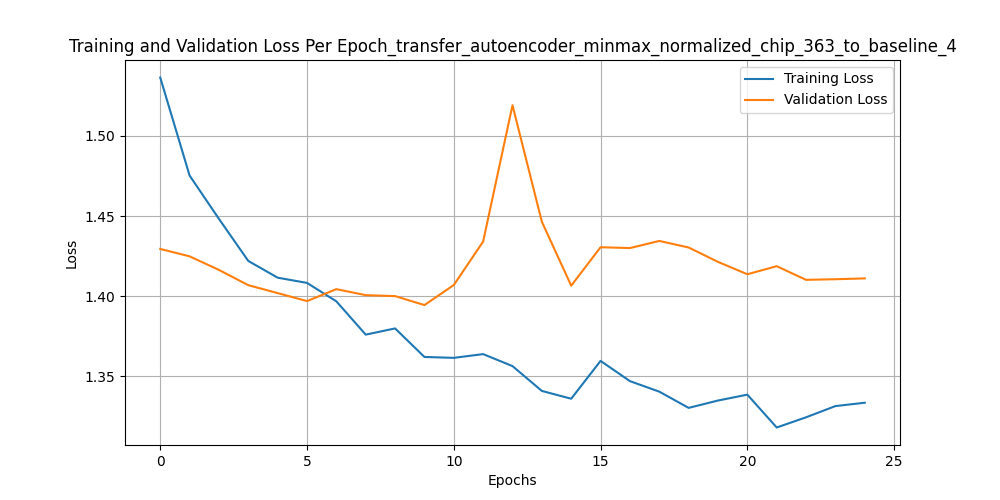 Training and Validation Loss Per Epoch_transfer_autoencoder_minmax_normalized_chip_363_to_baseline_4
Training Loss
Validation Loss
1.50
1.45
1.40
1.35
Loss
0 5 10 15 20 25
Epochs